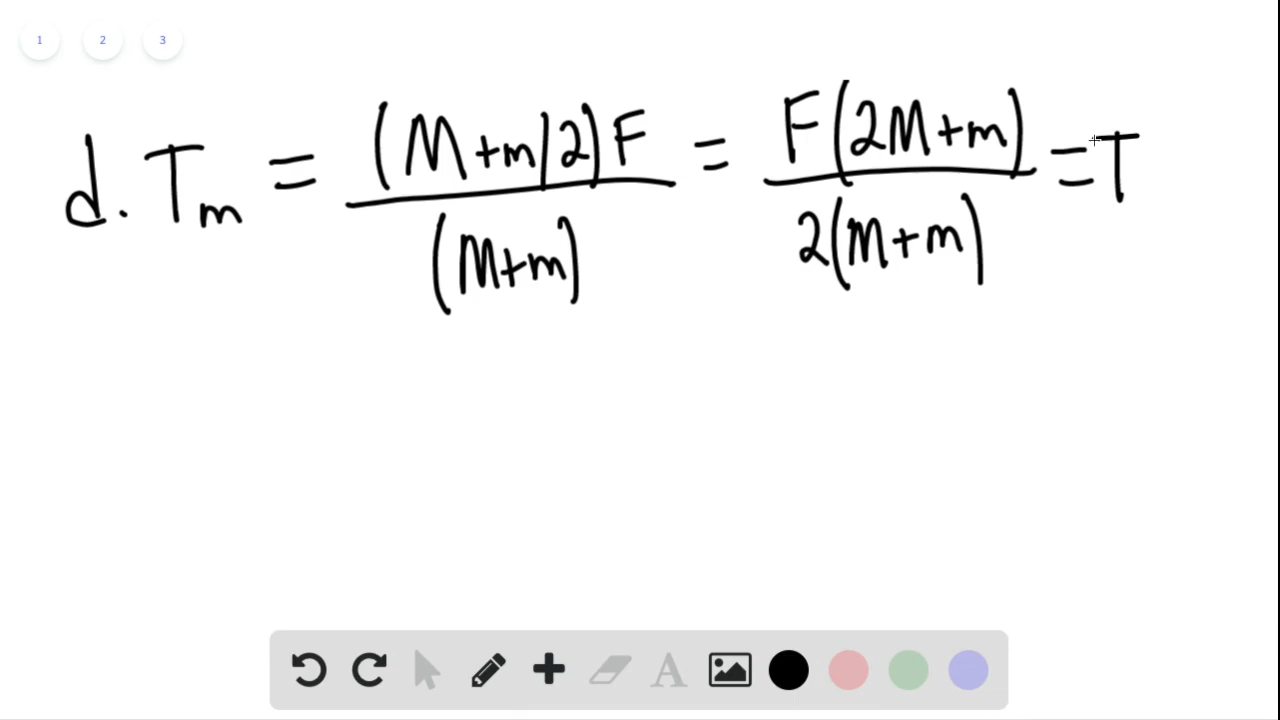 1 2 3
d. Tₘ = (M+m/2)F / (M+m) = F(2M+m) / 2(M+m) = T
A